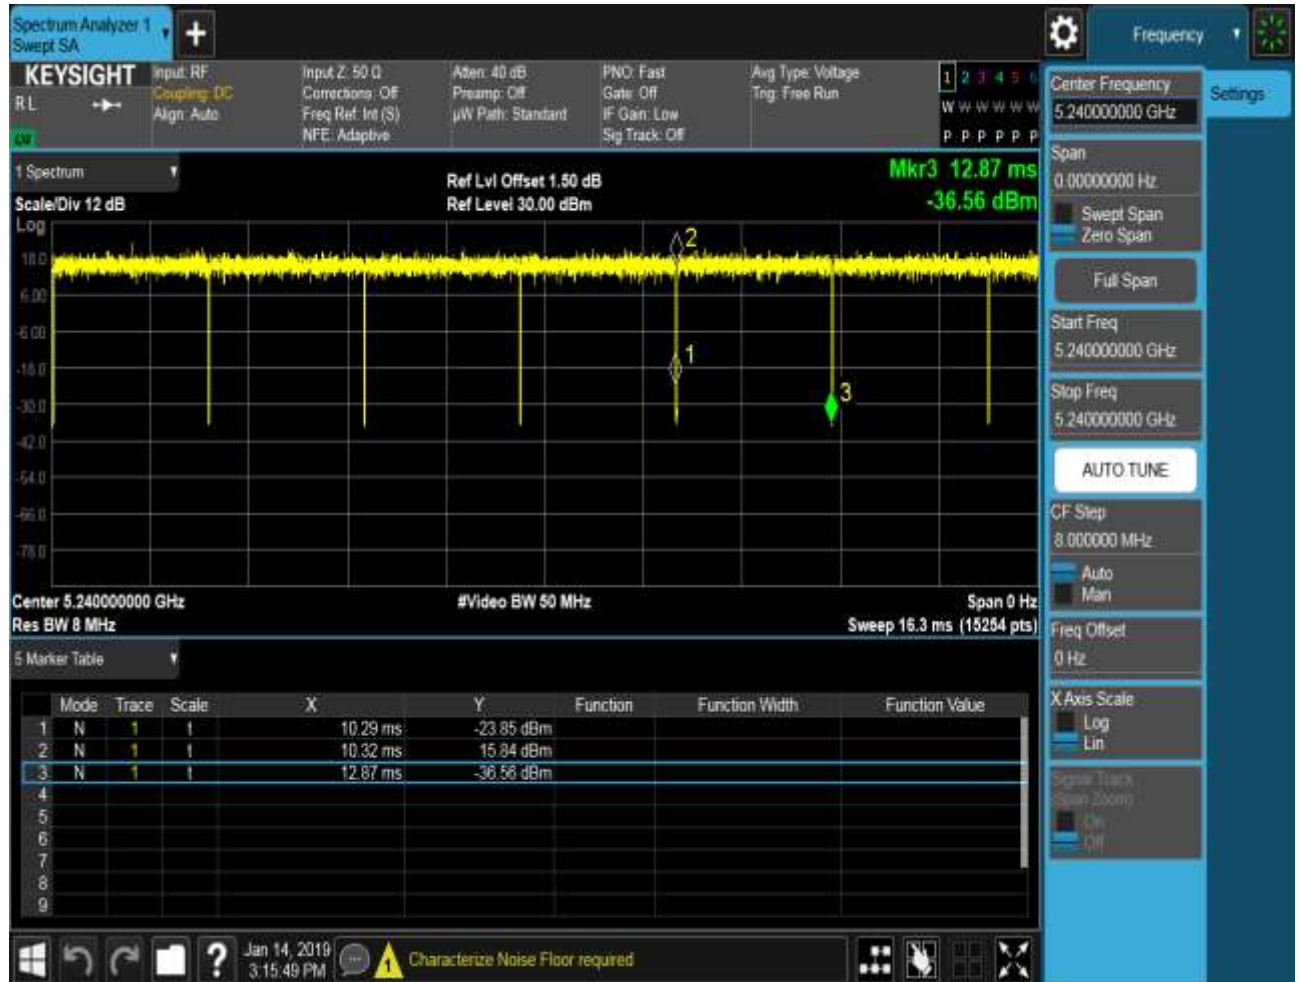 Spectrum Analyzer 1
Swept SA
+
Frequency
KEYSIGHT
R L
Input: RF
Coupling: DC
Align: Auto
Input Z: 50 Ω
Corrections: Off
Freq Ref: Int (S)
NFE: Adaptive
Atten: 40 dB
Preamp: Off
µW Path: Standard
PNO: Fast
Gate: Off
IF Gain: Low
Sig Track: Off
Avg Type: Voltage
Trig: Free Run
1 2 3 4 5 6
W W W W W W
P P P P P P
1 Spectrum
Scale/Div 12 dB
Log
Ref Lvl Offset 1.50 dB
Ref Level 30.00 dBm
Mkr3 12.87 ms
-36.56 dBm
18.0
6.00
-6.00
-18.0
-30.0
-42.0
-54.0
-66.0
-78.0
2
1
3
Center 5.240000000 GHz
Res BW 8 MHz
#Video BW 50 MHz
Span 0 Hz
Sweep 16.3 ms (15254 pts)
5 Marker Table
Mode Trace Scale X Y Function Function Width Function Value
1 N 1 t 10.29 ms -23.85 dBm
2 N 1 t 10.32 ms 15.84 dBm
3 N 1 t 12.87 ms -36.56 dBm
4
5
6
7
8
9
Center Frequency
5.240000000 GHz
Settings
Span
0.00000000 Hz
Swept Span
Zero Span
Full Span
Start Freq
5.240000000 GHz
Stop Freq
5.240000000 GHz
AUTO TUNE
CF Step
8.000000 MHz
Auto
Man
Freq Offset
0 Hz
X Axis Scale
Log
Lin
Signal Track
(Span Zoom)
On
Off
?
Jan 14, 2019
3:15:49 PM
1
Characterize Noise Floor required